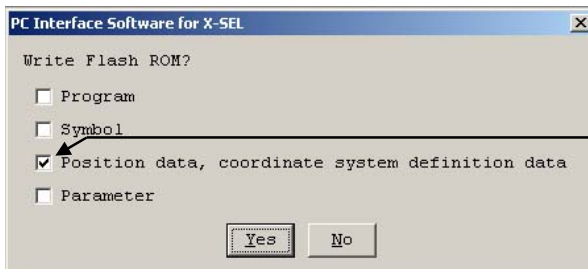 PC Interface Software for X-SEL
Write Flash ROM?
Program
Symbol
Position data, coordinate system definition data
Parameter
Yes No